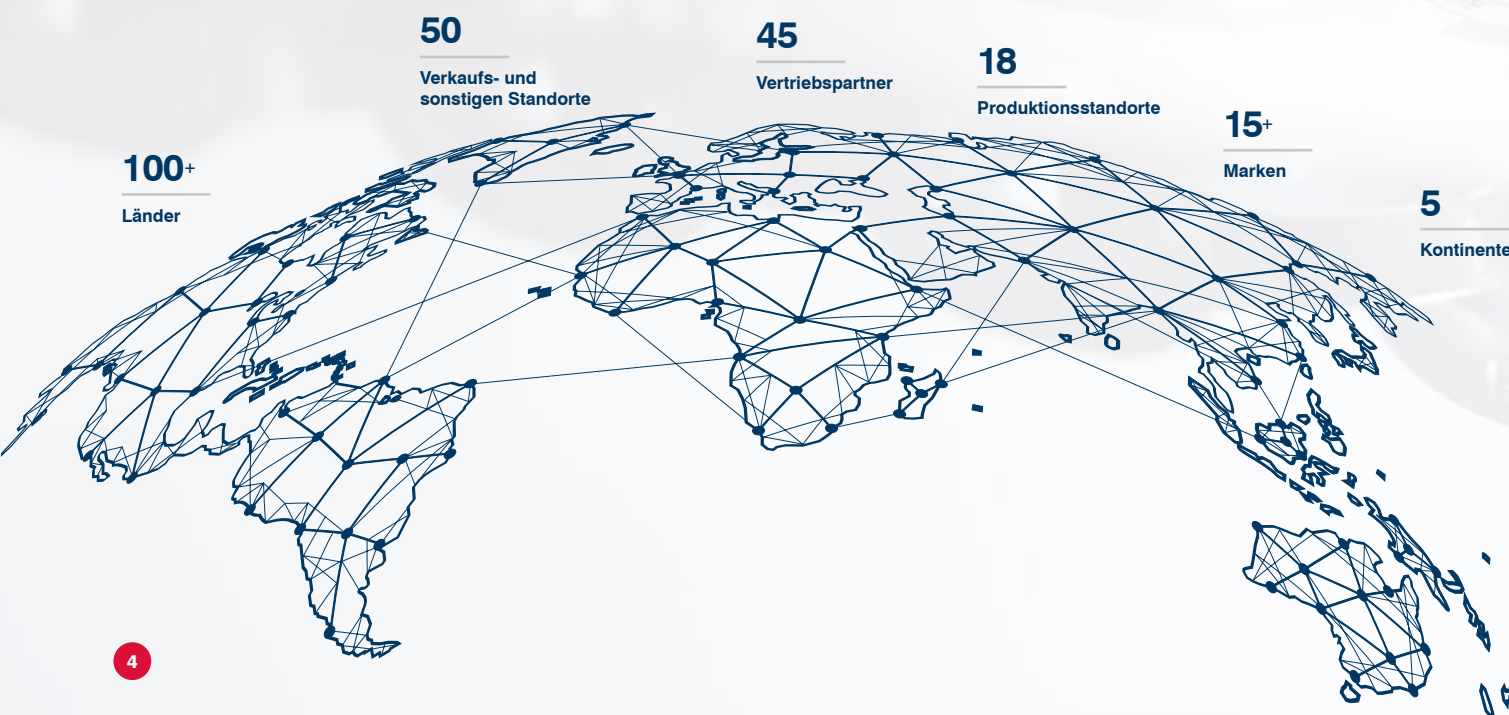 100+
Länder
50
Verkaufs- und
sonstigen Standorte
45
Vertriebspartner
18
Produktionsstandorte
15+
Marken
5
Kontinente
4